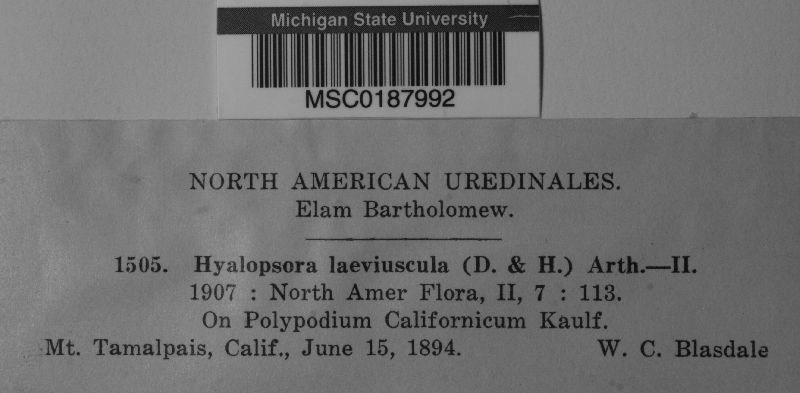 Michigan State University
MSC0187992
NORTH AMERICAN UREDINALES.
Elam Bartholomew.
1505. Hyalopsora laeviuscula (D. & H.) Arth.—II.
1907 : North Amer Flora, II, 7 : 113.
On Polypodium Californicum Kaulf.
Mt. Tamalpais, Calif., June 15, 1894. W. C. Blasdale